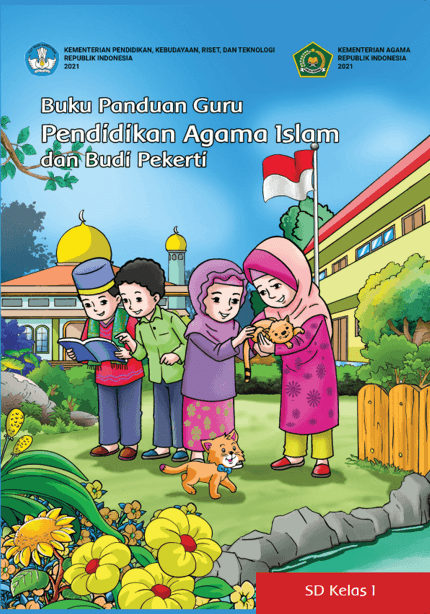 KEMENTERIAN PENDIDIKAN, KEBUDAYAAN, RISET, DAN TEKNOLOGI
REPUBLIK INDONESIA
2021
KEMENTERIAN AGAMA
REPUBLIK INDONESIA
2021
Buku Panduan Guru
Pendidikan Agama Islam
dan Budi Pekerti
SD Kelas 1